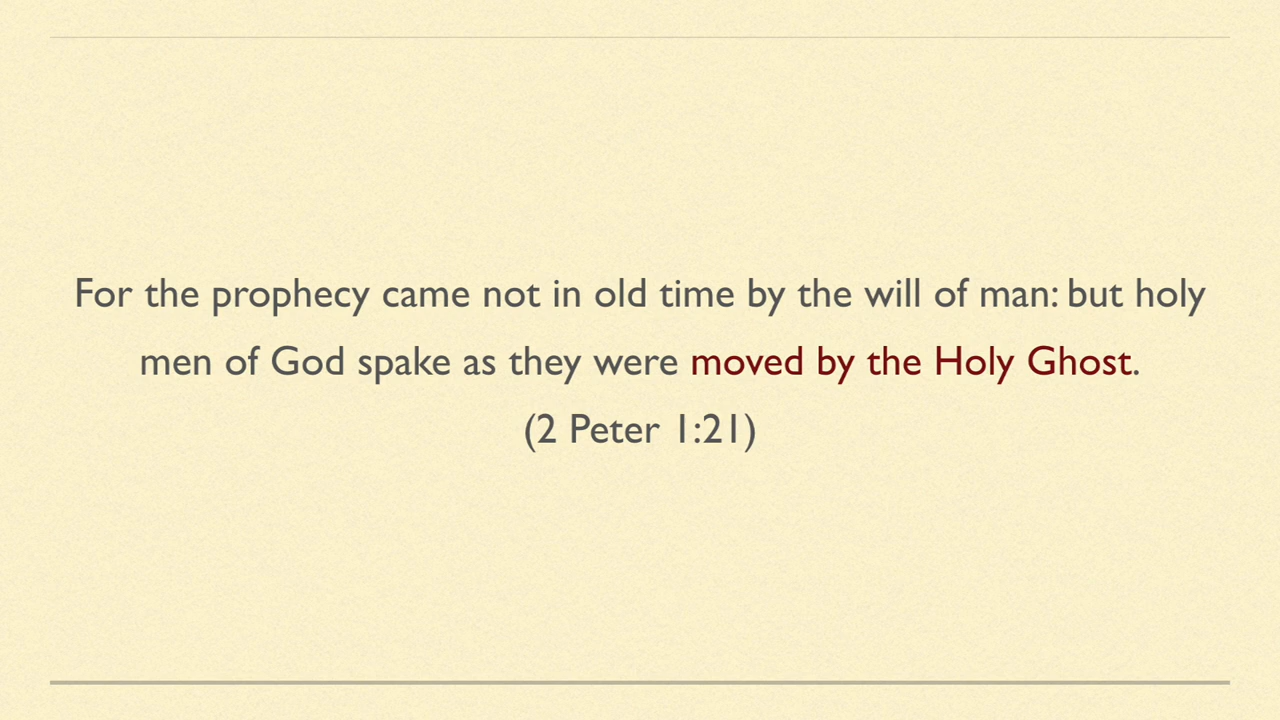 For the prophecy came not in old time by the will of man: but holy
men of God spake as they were moved by the Holy Ghost.
(2 Peter 1:21)